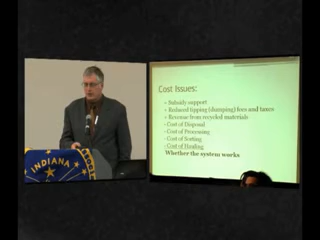 Cost Issues:
Subsidy support
Reduced tipping (dumping) fees and taxes
Revenue from recycled materials
Cost of Disposal
Cost of Processing
Cost of Sorting
Cost of Hauling
Whether the system works
INDIANA